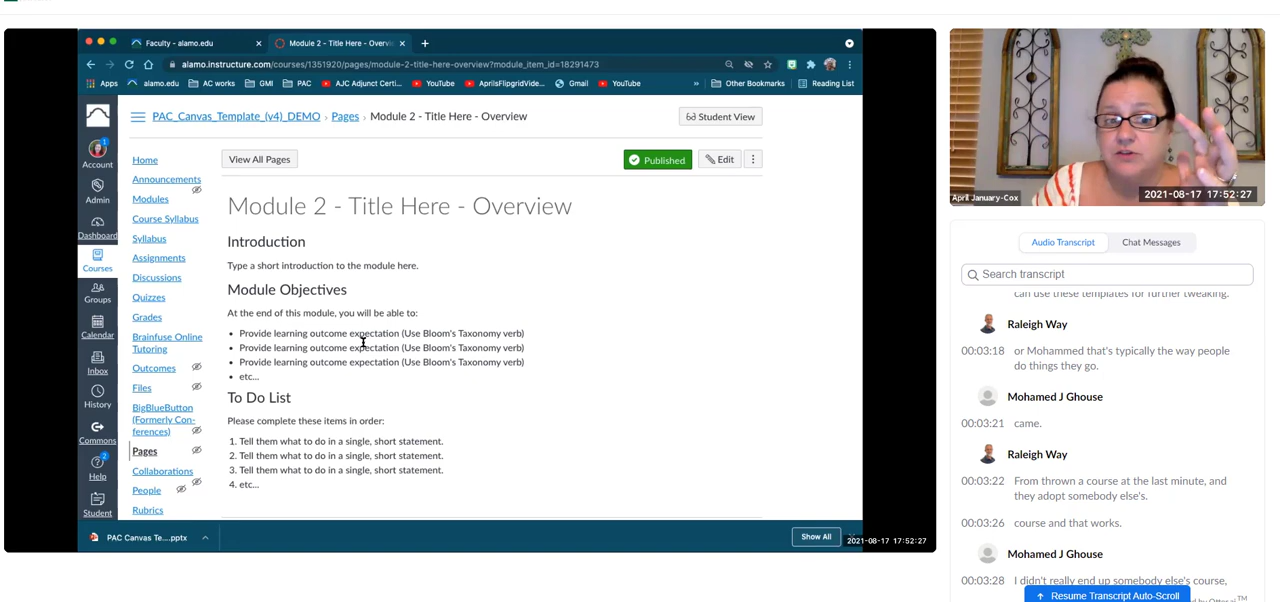 Faculty - alamo.edu
Module 2 - Title Here - Overvi
alamo.instructure.com/courses/1351920/pages/module-2-title-here-overview?module_item_id=18291473
Apps
alamo.edu
AC works
GMI
PAC
AJC Adjunct Certi...
YouTube
AprilsFlipgridVide...
Gmail
YouTube
Other Bookmarks
Reading List
PAC_Canvas_Template_(v4)_DEMO › Pages › Module 2 - Title Here - Overview
Student View
1
Account
Admin
Dashboard
Courses
Groups
Calendar
Inbox
History
Commons
2
Help
Student
Home
Announcements
Modules
Course Syllabus
Syllabus
Assignments
Discussions
Quizzes
Grades
Brainfuse Online
Tutoring
Outcomes
Files
BigBlueButton
(Formerly Con-
ferences)
Pages
Collaborations
People
Rubrics
View All Pages
Published
Edit
Module 2 - Title Here - Overview
Introduction
Type a short introduction to the module here.
Module Objectives
At the end of this module, you will be able to:
• Provide learning outcome expectation (Use Bloom's Taxonomy verb)
• Provide learning outcome expectation (Use Bloom's Taxonomy verb)
• Provide learning outcome expectation (Use Bloom's Taxonomy verb)
• etc...
To Do List
Please complete these items in order:
1. Tell them what to do in a single, short statement.
2. Tell them what to do in a single, short statement.
3. Tell them what to do in a single, short statement.
4. etc...
PAC Canvas Te....pptx
Show All
2021-08-17 17:52:27
April January-Cox
2021-08-17 17:52:27
Audio Transcript
Chat Messages
Search transcript
can use these templates for further tweaking.
Raleigh Way
00:03:18 or Mohammed that's typically the way people
do things they go.
Mohamed J Ghouse
00:03:21 came.
Raleigh Way
00:03:22 From thrown a course at the last minute, and
they adopt somebody else's.
00:03:26 course and that works.
Mohamed J Ghouse
00:03:28 I didn't really end up somebody else's course,
Resume Transcript Auto-Scroll
by Otter.ai™